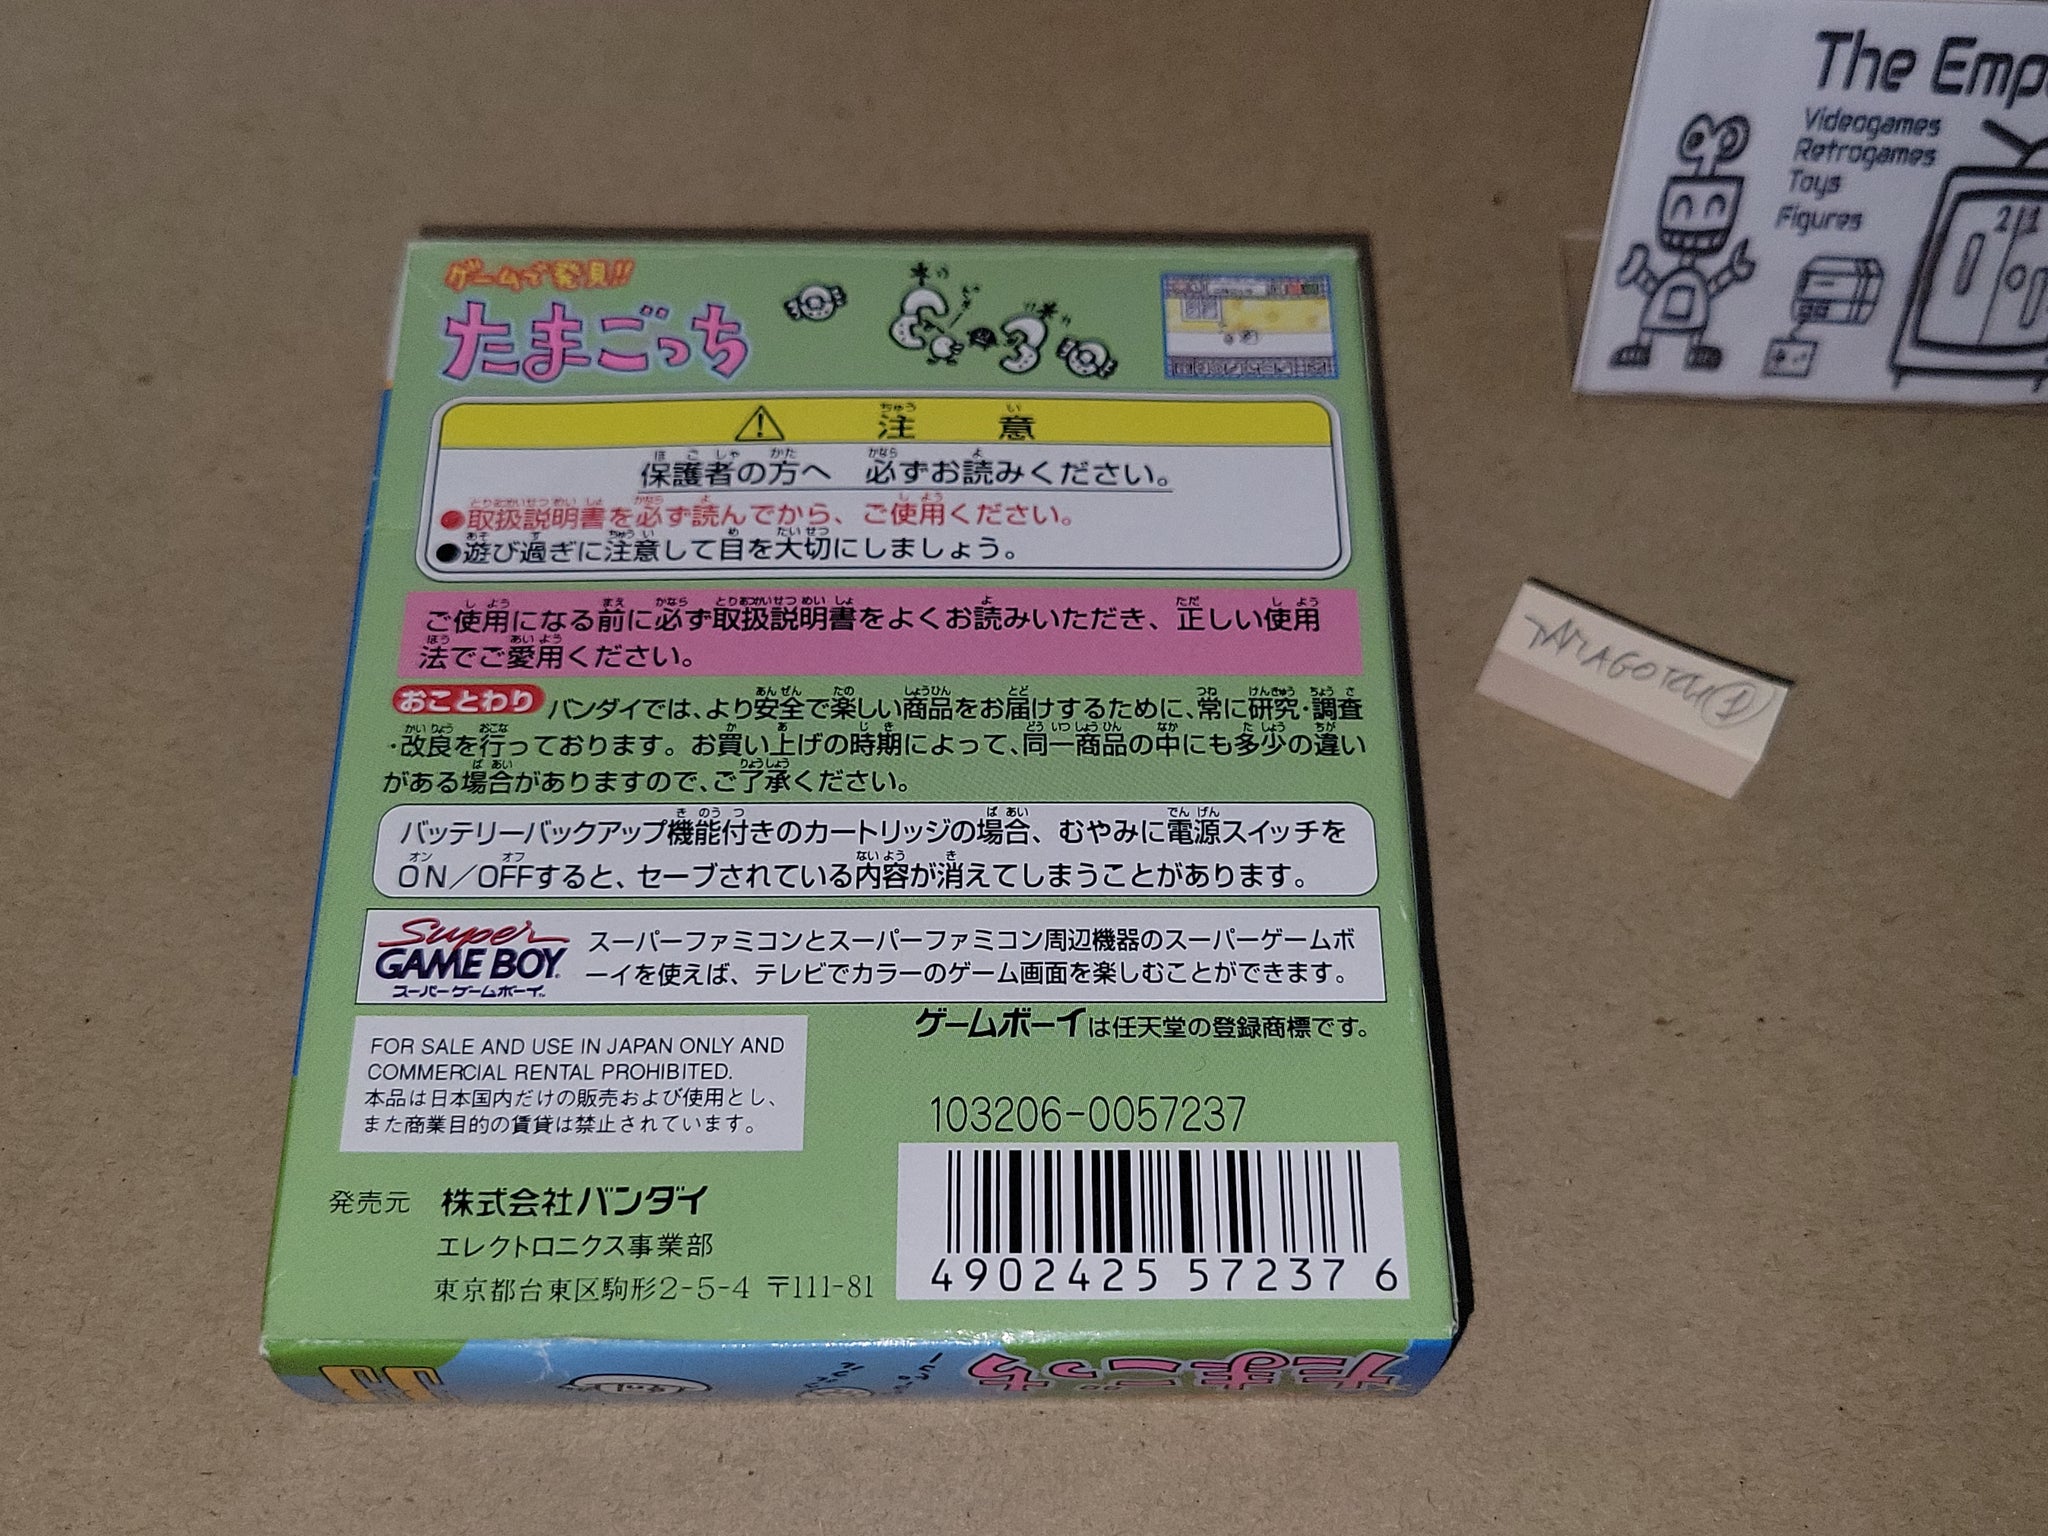 ゲームで発見!!
たまごっち
注意
保護者の方へ 必ずお読みください。
●取扱説明書を必ず読んでから、ご使用ください。
●遊び過ぎに注意して目を大切にしましょう。
ご使用になる前に必ず取扱説明書をよくお読みいただき、正しい使用
法でご愛用ください。
おことわり バンダイでは、より安全で楽しい商品をお届けするために、常に研究・調査
・改良を行っております。お買い上げの時期によって、同一商品の中にも多少の違い
がある場合がありますので、ご了承ください。
バッテリーバックアップ機能付きのカートリッジの場合、むやみに電源スイッチを
ON/OFFすると、セーブされている内容が消えてしまうことがあります。
Super
GAME BOY
スーパーゲームボーイ
スーパーファミコンとスーパーファミコン周辺機器のスーパーゲームボ
ーイを使えば、テレビでカラーのゲーム画面を楽しむことができます。
ゲームボーイは任天堂の登録商標です。
FOR SALE AND USE IN JAPAN ONLY AND
COMMERCIAL RENTAL PROHIBITED.
本品は日本国内だけの販売および使用とし、
また商業目的の賃貸は禁止されています。
103206-0057237
発売元 株式会社バンダイ
エレクトロニクス事業部
東京都台東区駒形2-5-4 〒111-81
4902425 57237 6
たまごっち
The
Videogames
Retrogames
Toys
Figures
TAMAGOTCH 1